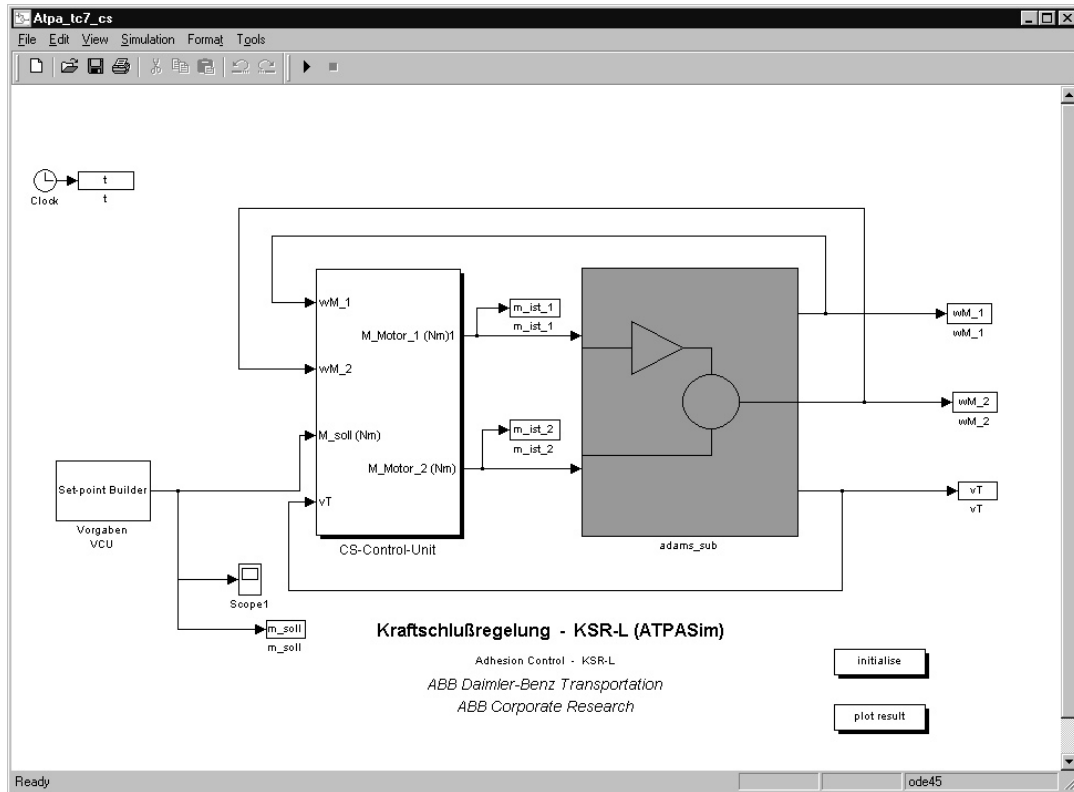 Atpa_tc7_cs
File Edit View Simulation Format Tools
t
Clock
t
wM_1
M_Motor_1 (Nm)1
wM_2
M_soll (Nm)
M_Motor_2 (Nm)
vT
CS-Control-Unit
m_ist_1
m_ist_1
m_ist_2
m_ist_2
adams_sub
wM_1
wM_1
wM_2
wM_2
vT
vT
Set-point Builder
Vorgaben
VCU
Scope1
m_soll
m_soll
Kraftschlußregelung - KSR-L (ATPASim)
Adhesion Control - KSR-L
ABB Daimler-Benz Transportation
ABB Corporate Research
initialise
plot result
Ready
ode45